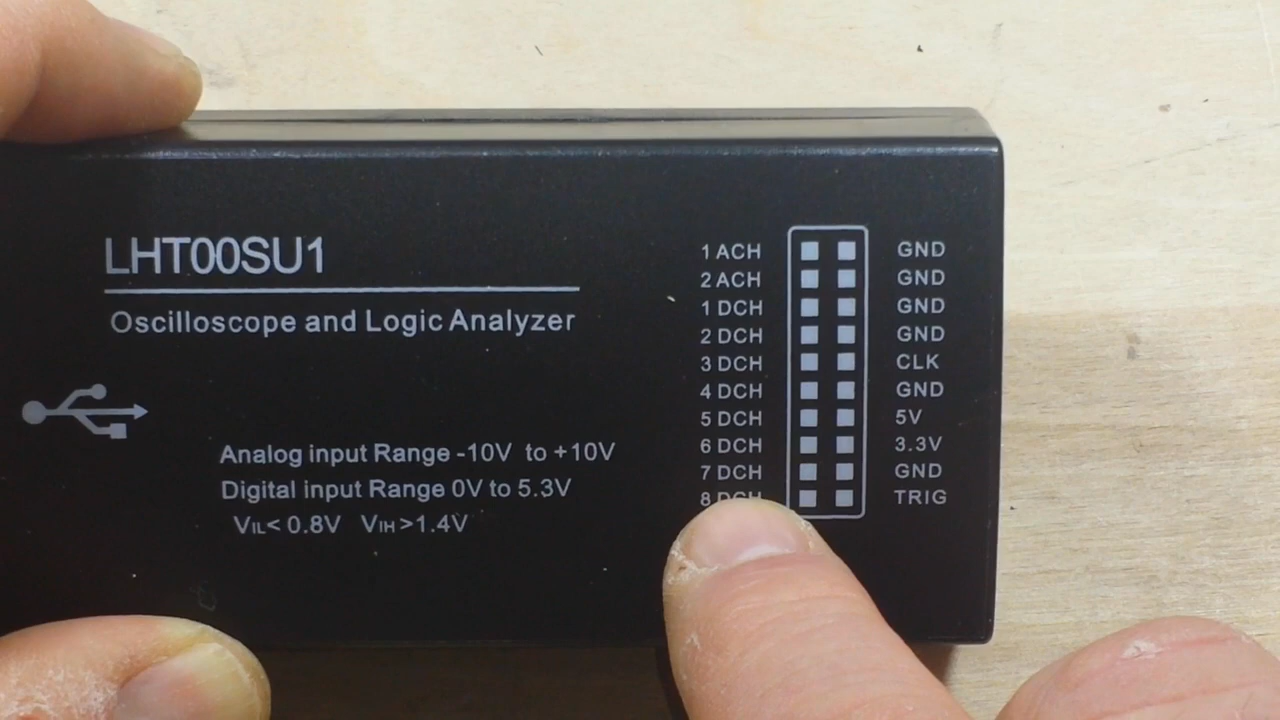 LHT00SU1
Oscilloscope and Logic Analyzer
Analog input Range -10V to +10V
Digital input Range 0V to 5.3V
VIL< 0.8V VIH >1.4V
1 ACH GND
2 ACH GND
1 DCH GND
2 DCH GND
3 DCH CLK
4 DCH GND
5 DCH 5V
6 DCH 3.3V
7 DCH GND
8 DCH TRIG